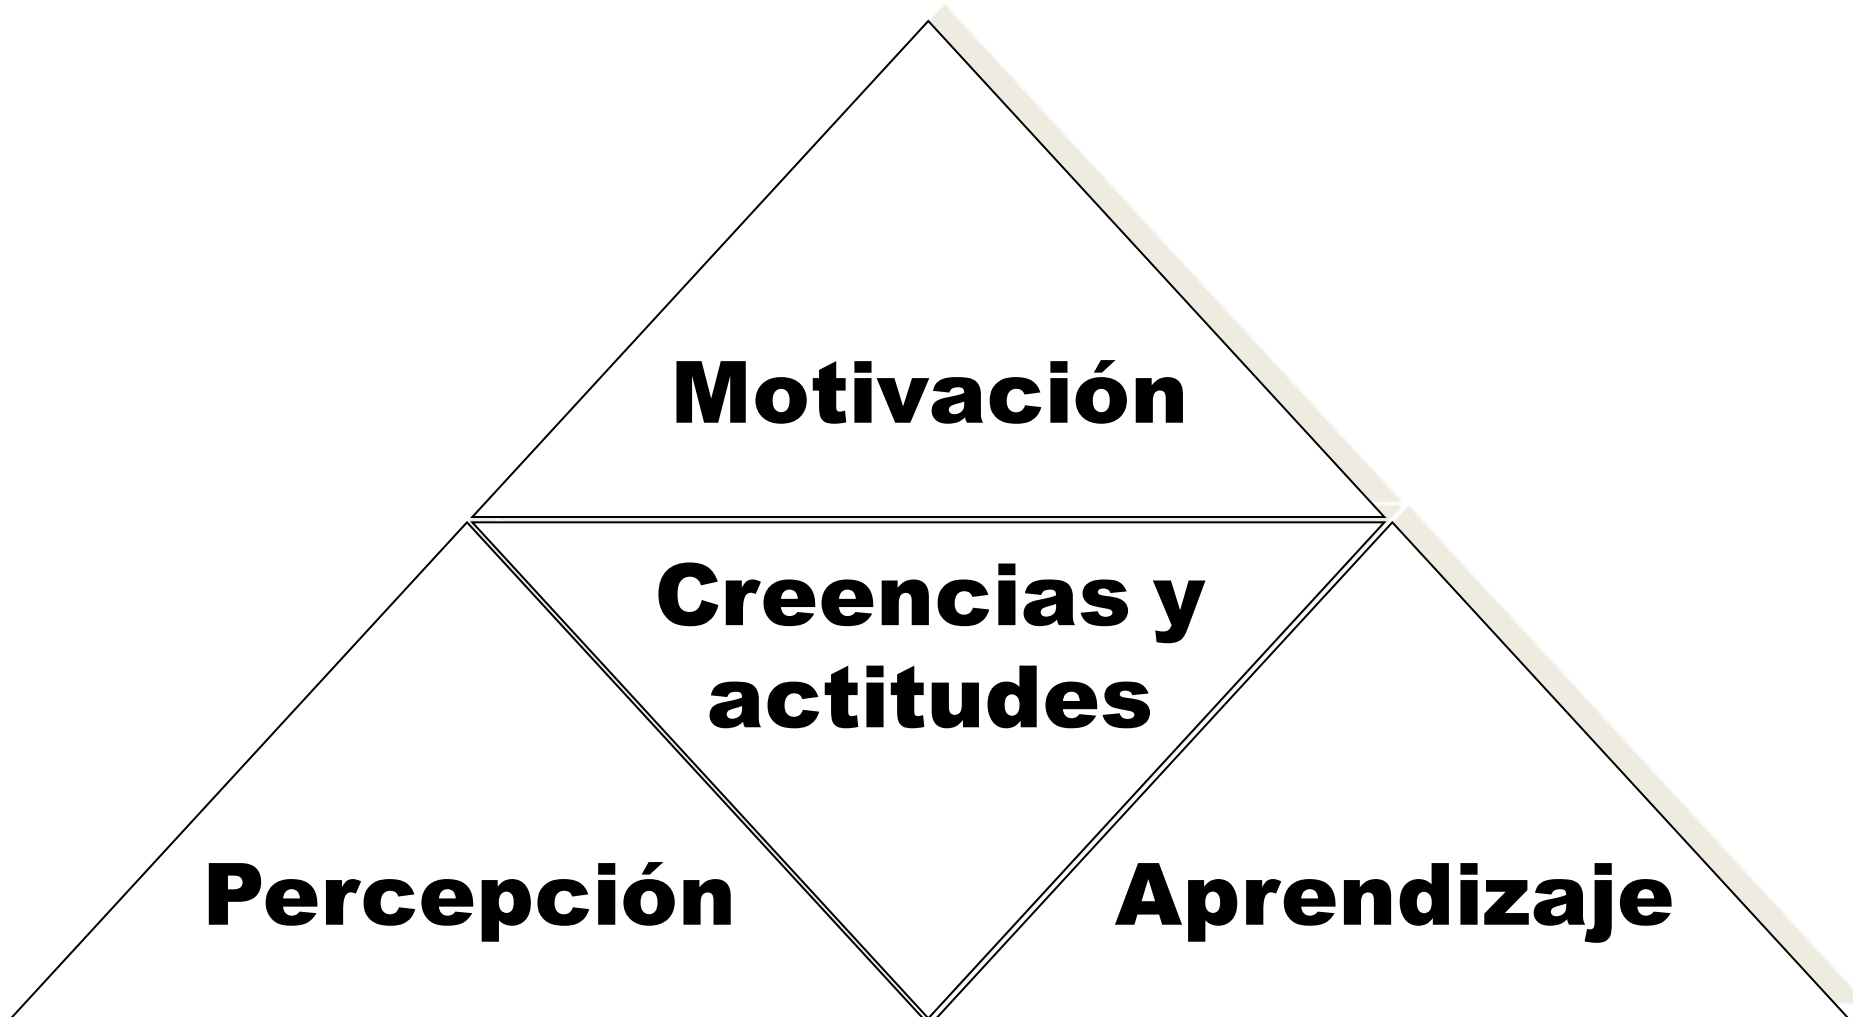 Motivación
Creencias y
actitudes
Percepción
Aprendizaje